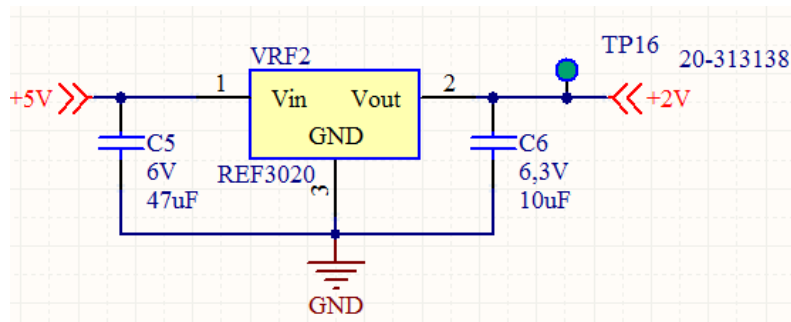 TP16
20-313138
VRF2
+5V
1
Vin
Vout
2
+2V
GND
C5
6V
47uF
REF3020
3
C6
6,3V
10uF
GND